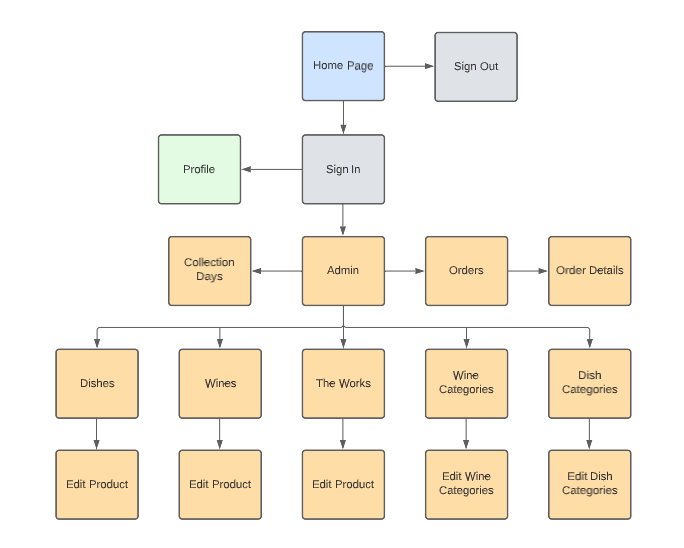 Home Page
Sign Out
Profile
Sign In
Collection
Days
Admin
Orders
Order Details
Dishes
Wines
The Works
Wine
Categories
Dish
Categories
Edit Product
Edit Product
Edit Product
Edit Wine
Categories
Edit Dish
Categories